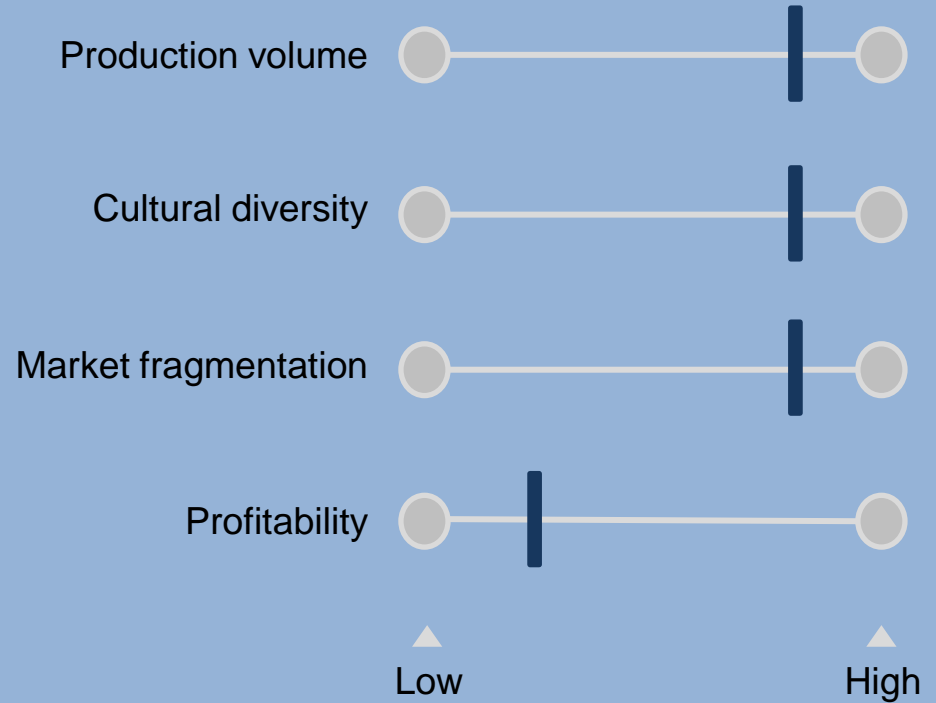 Production volume
Cultural diversity
Market fragmentation
Profitability
Low
High